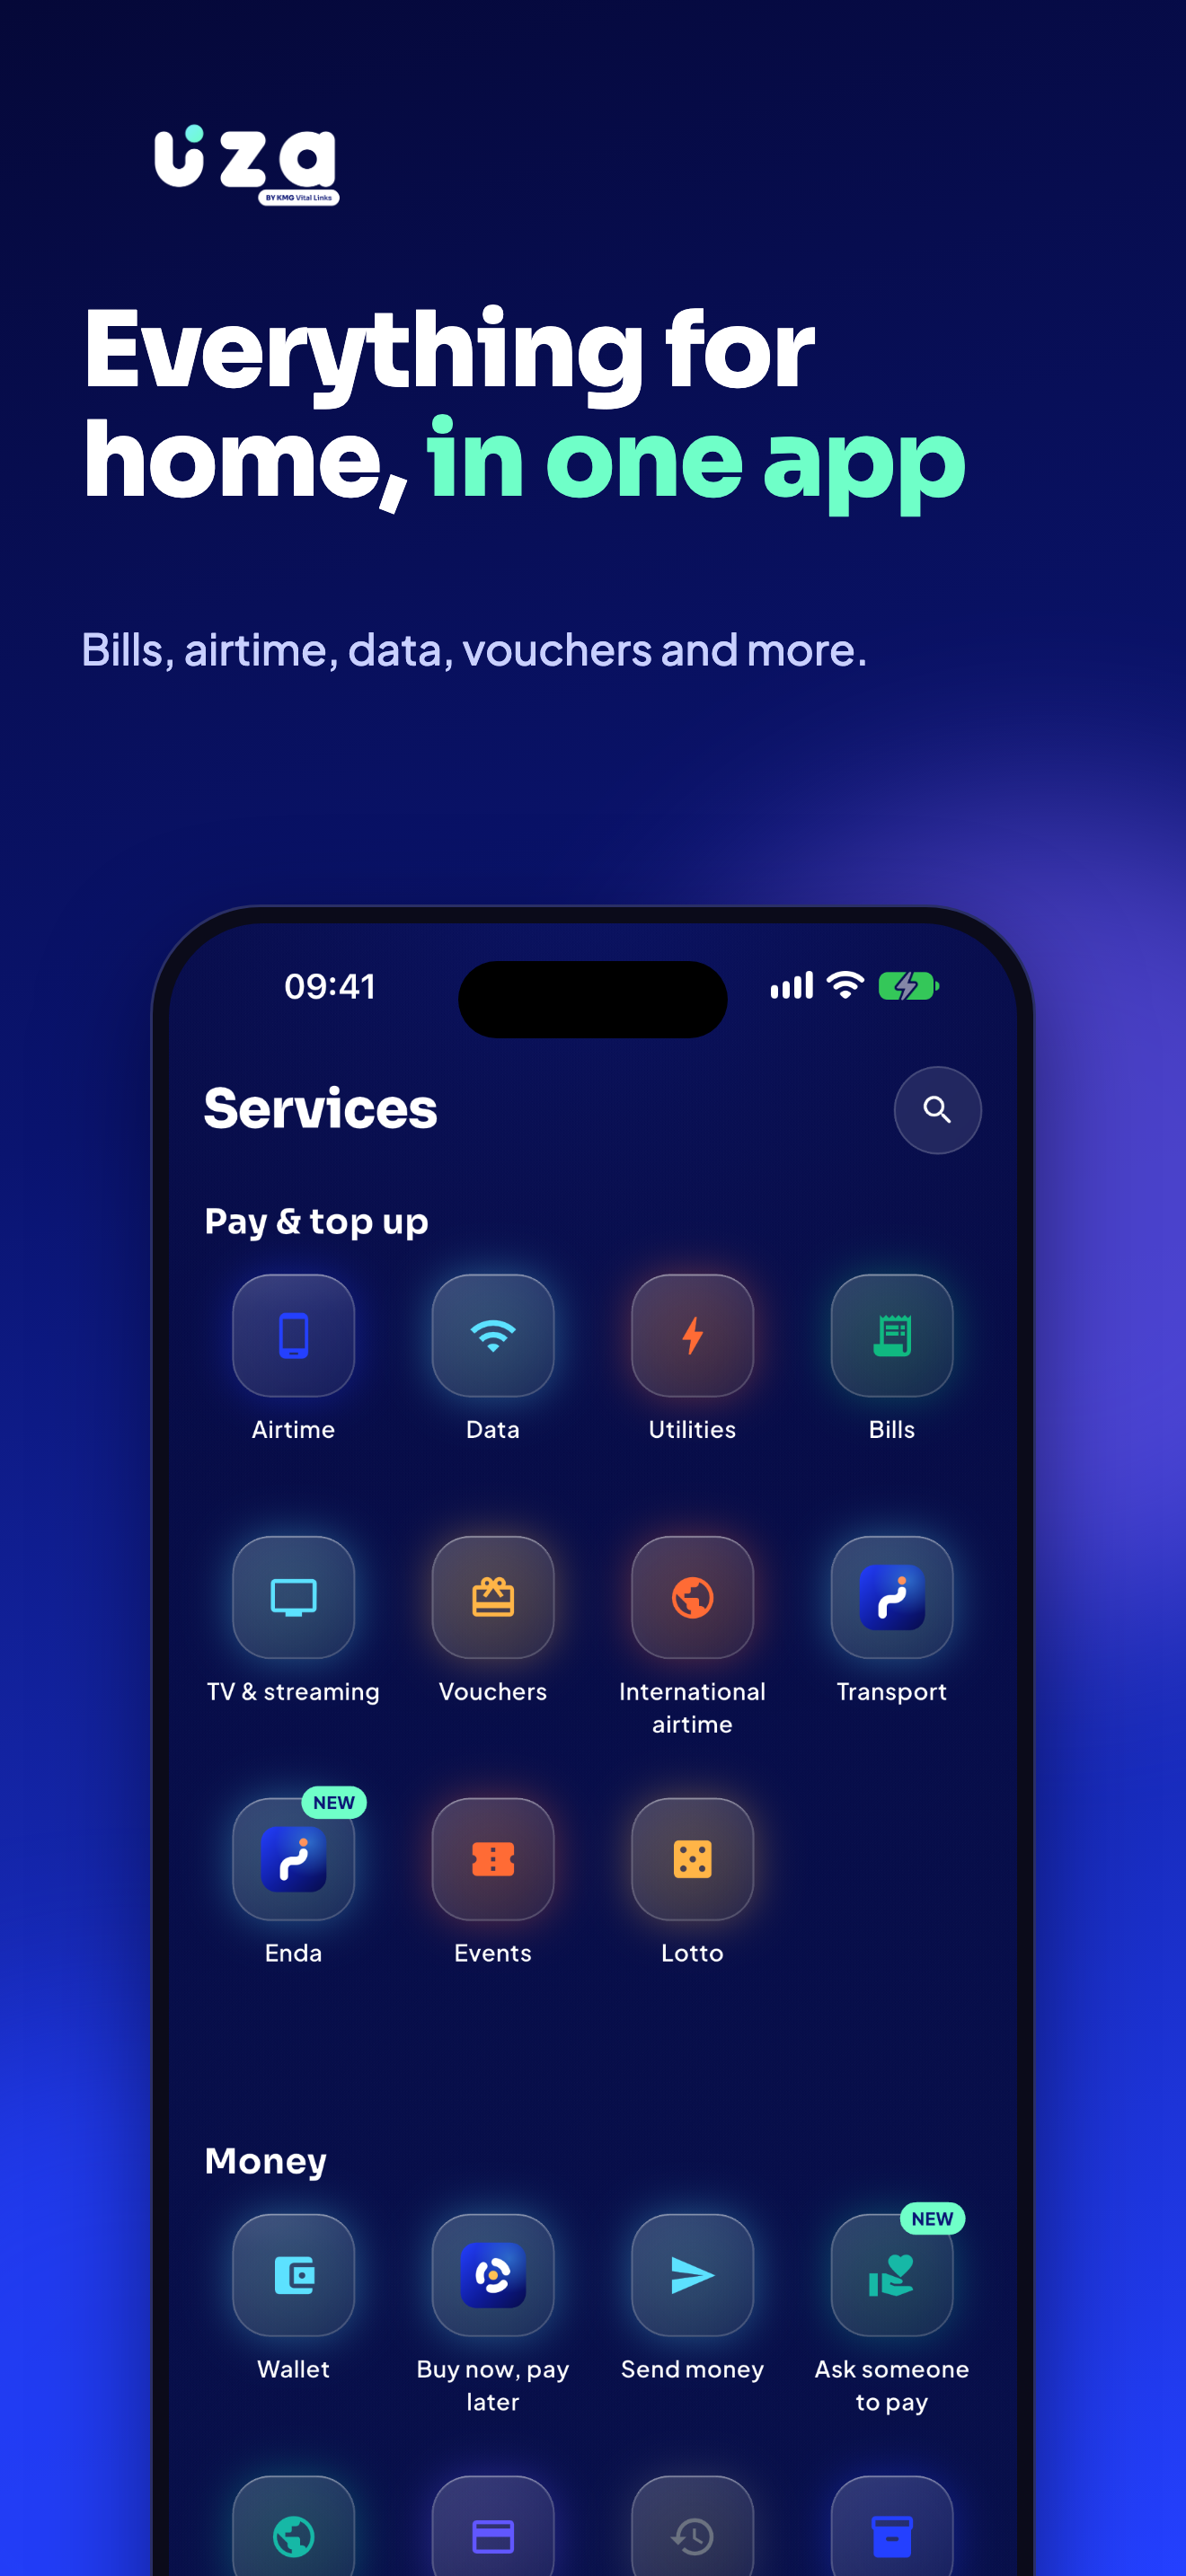 uza
BY KMG Vital Links
Everything for
home, in one app
Bills, airtime, data, vouchers and more.
09:41
Services
Pay & top up
Airtime
Data
Utilities
Bills
TV & streaming
Vouchers
International
airtime
Transport
NEW
Enda
Events
Lotto
Money
NEW
Wallet
Buy now, pay
later
Send money
Ask someone
to pay